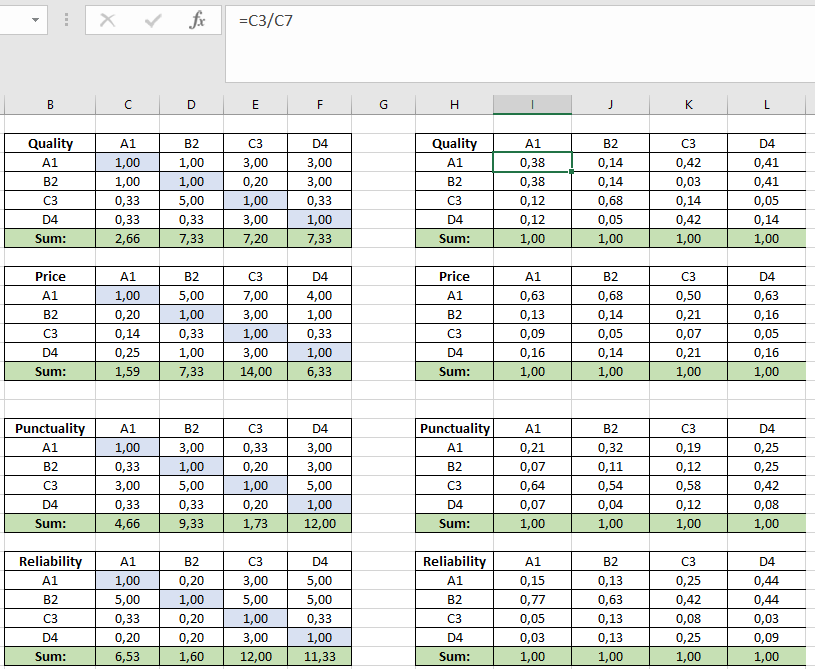 fx =C3/C7
B C D E F G H I J K L
Quality A1 B2 C3 D4 Quality A1 B2 C3 D4
A1 1,00 1,00 3,00 3,00 A1 0,38 0,14 0,42 0,41
B2 1,00 1,00 0,20 3,00 B2 0,38 0,14 0,03 0,41
C3 0,33 5,00 1,00 0,33 C3 0,12 0,68 0,14 0,05
D4 0,33 0,33 3,00 1,00 D4 0,12 0,05 0,42 0,14
Sum: 2,66 7,33 7,20 7,33 Sum: 1,00 1,00 1,00 1,00
Price A1 B2 C3 D4 Price A1 B2 C3 D4
A1 1,00 5,00 7,00 4,00 A1 0,63 0,68 0,50 0,63
B2 0,20 1,00 3,00 1,00 B2 0,13 0,14 0,21 0,16
C3 0,14 0,33 1,00 0,33 C3 0,09 0,05 0,07 0,05
D4 0,25 1,00 3,00 1,00 D4 0,16 0,14 0,21 0,16
Sum: 1,59 7,33 14,00 6,33 Sum: 1,00 1,00 1,00 1,00
Punctuality A1 B2 C3 D4 Punctuality A1 B2 C3 D4
A1 1,00 3,00 0,33 3,00 A1 0,21 0,32 0,19 0,25
B2 0,33 1,00 0,20 3,00 B2 0,07 0,11 0,12 0,25
C3 3,00 5,00 1,00 5,00 C3 0,64 0,54 0,58 0,42
D4 0,33 0,33 0,20 1,00 D4 0,07 0,04 0,12 0,08
Sum: 4,66 9,33 1,73 12,00 Sum: 1,00 1,00 1,00 1,00
Reliability A1 B2 C3 D4 Reliability A1 B2 C3 D4
A1 1,00 0,20 3,00 5,00 A1 0,15 0,13 0,25 0,44
B2 5,00 1,00 5,00 5,00 B2 0,77 0,63 0,42 0,44
C3 0,33 0,20 1,00 0,33 C3 0,05 0,13 0,08 0,03
D4 0,20 0,20 3,00 1,00 D4 0,03 0,13 0,25 0,09
Sum: 6,53 1,60 12,00 11,33 Sum: 1,00 1,00 1,00 1,00